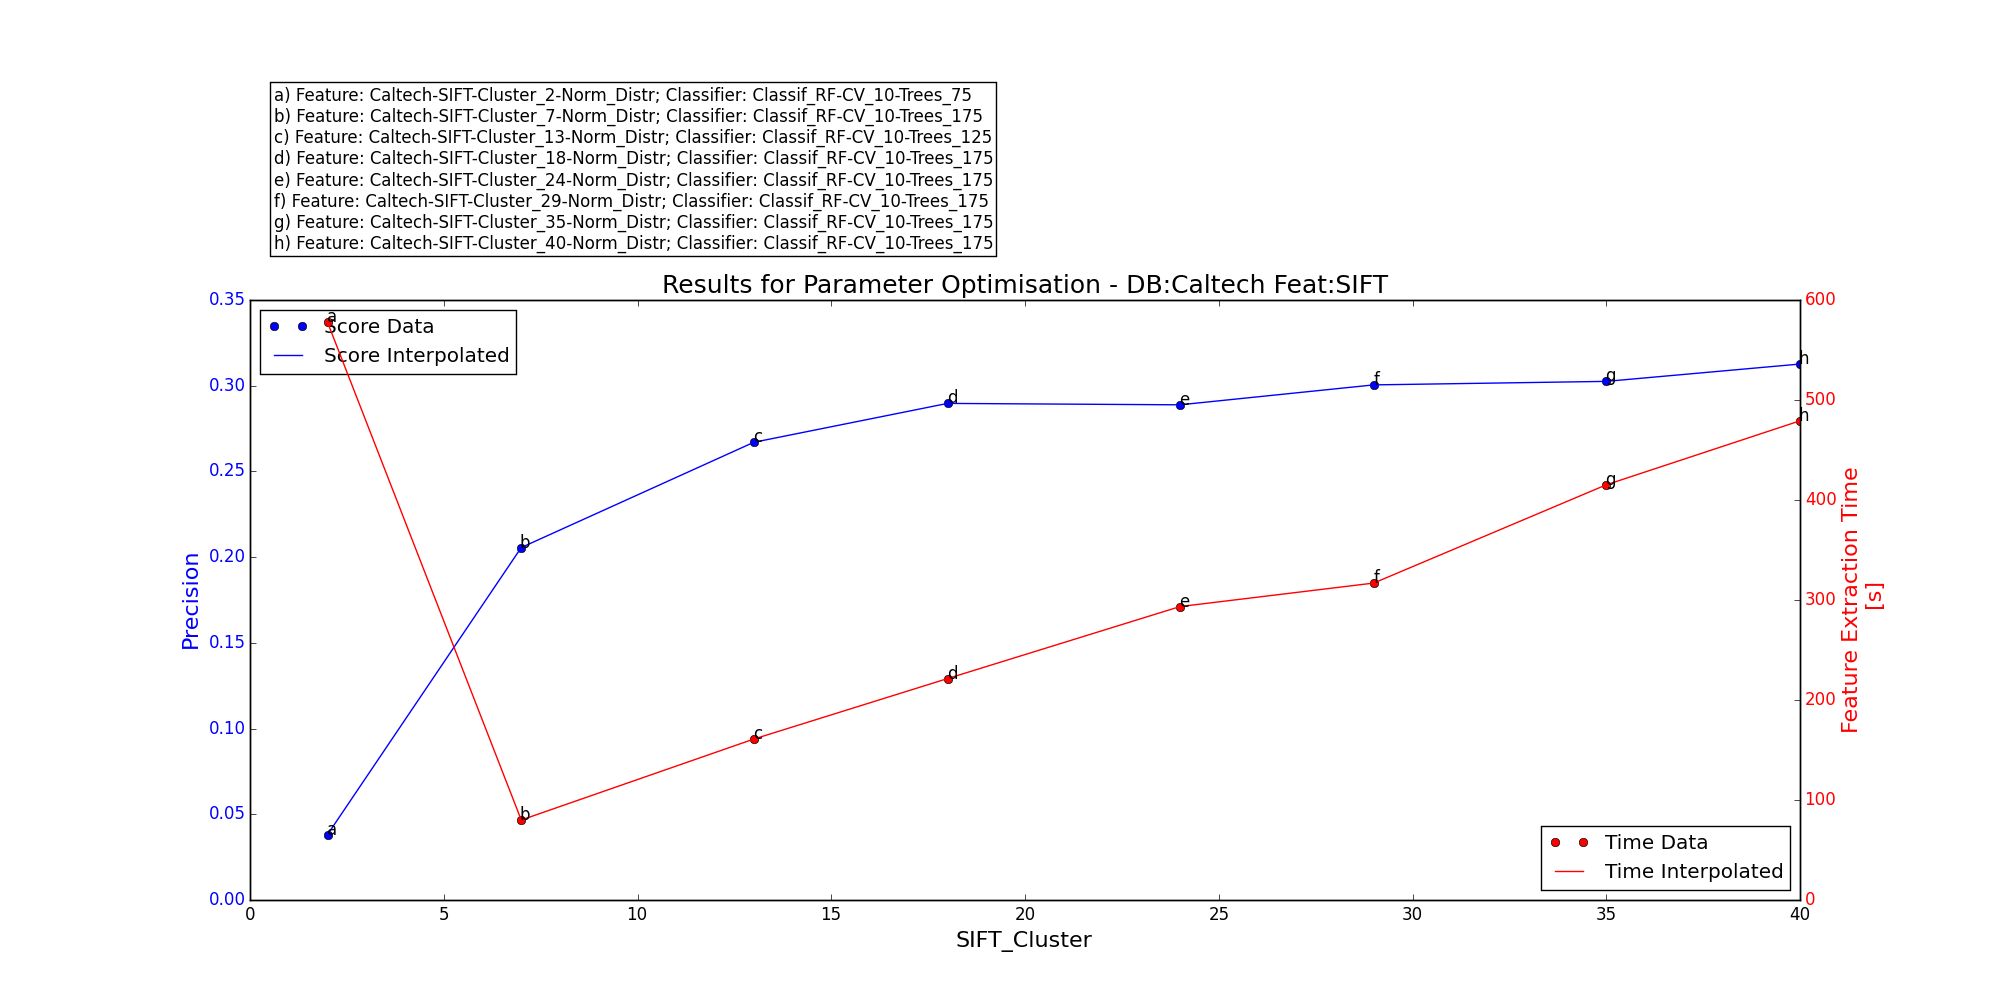 a) Feature: Caltech-SIFT-Cluster_2-Norm_Distr; Classifier: Classif_RF-CV_10-Trees_75
b) Feature: Caltech-SIFT-Cluster_7-Norm_Distr; Classifier: Classif_RF-CV_10-Trees_175
c) Feature: Caltech-SIFT-Cluster_13-Norm_Distr; Classifier: Classif_RF-CV_10-Trees_125
d) Feature: Caltech-SIFT-Cluster_18-Norm_Distr; Classifier: Classif_RF-CV_10-Trees_175
e) Feature: Caltech-SIFT-Cluster_24-Norm_Distr; Classifier: Classif_RF-CV_10-Trees_175
f) Feature: Caltech-SIFT-Cluster_29-Norm_Distr; Classifier: Classif_RF-CV_10-Trees_175
g) Feature: Caltech-SIFT-Cluster_35-Norm_Distr; Classifier: Classif_RF-CV_10-Trees_175
h) Feature: Caltech-SIFT-Cluster_40-Norm_Distr; Classifier: Classif_RF-CV_10-Trees_175
Results for Parameter Optimisation - DB:Caltech Feat:SIFT
Score Data
Score Interpolated
Time Data
Time Interpolated
Precision
0.35
0.30
0.25
0.20
0.15
0.10
0.05
0.00
a
b
c
d
e
f
g
h
a
b
c
d
e
f
g
h
600
500
400
300
200
100
0
Feature Extraction Time
[s]
0
5
10
15
20
25
30
35
40
SIFT_Cluster